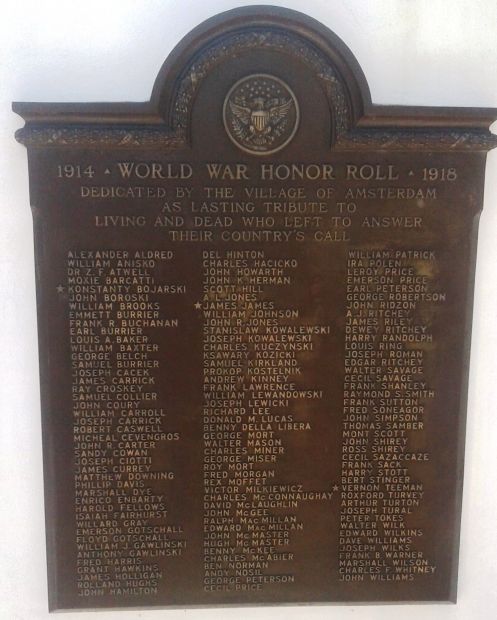 1914 ★ WORLD WAR HONOR ROLL ★ 1918
DEDICATED BY THE VILLAGE OF AMSTERDAM
AS LASTING TRIBUTE TO
LIVING AND DEAD WHO LEFT TO ANSWER
THEIR COUNTRY'S CALL
ALEXANDER ALDRED
WILLIAM ANISKO
DR Z. F. ATWELL
MOXIE BARCATTI
★ KONSTANTY BOJARSKI
JOHN BOROSKI
WILLIAM BROOKS
EMMETT BURRIER
FRANK R. BUCHANAN
EARL BURRIER
LOUIS A. BAKER
WILLIAM BAXTER
GEORGE BELCH
SAMUEL BURRIER
JOSEPH CACEK
JAMES CARRICK
RAY CROSKEY
SAMUEL COLLIER
JOHN COURY
WILLIAM CARROLL
JOSEPH CARRICK
ROBERT CASWELL
MICHEAL CEVENGROS
JOHN R. CARTER
SANDY COWAN
JOSEPH CIOTTI
JAMES CURREY
MATTHEW DOWNING
PHILLIP DAVIS
MARSHALL DYE
ENRICO ENBARTY
HAROLD FELLOWS
ISAIAH FAIRHURST
WILLARD GRAY
EMERSON GOTSCHALL
FLOYD GOTSCHALL
WILLIAM J. GAWLINSKI
ANTHONY GAWLINSKI
FRED HARRIS
GRANT HAWKINS
JAMES HOLLIGAN
ROLLAND HUGHS
JOHN HAMILTON
DEL HINTON
CHARLES HACICKO
JOHN HOWARTH
JOHN K. HERMAN
SCOTT HILL
A. L. JONES
★ JAMES JAMES
WILLIAM JOHNSON
JOHN R. JONES
STANISLAW KOWALEWSKI
JOSEPH KOWALEWSKI
CHARLES KUCZYNSKI
KSAWARY KOZICKI
SAMUEL KIRKLAND
PROKOP KOSTELNIK
ANDREW KINNEY
FRANK LAWRENCE
WILLIAM LEWANDOWSKI
JOSEPH LEWICKI
RICHARD LEE
DONALD M. LUCAS
BENNY DELLA LIBERA
GEORGE MORT
WALTER MASON
CHARLES MINER
GEORGE MISER
ROY MORT
FRED MORGAN
REX MOFFET
VICTOR MILKIEWICZ
CHARLES McCONNAUGHAY
DAVID McLAUGHLIN
JOHN McGEE
RALPH MacMILLAN
EDWARD MacMILLAN
JOHN McMASTER
HUGH McMASTER
BENNY McKEE
CHARLES McABIER
BEN NORMAN
ANDY NOSIL
GEORGE PETERSON
CECIL PRICE
WILLIAM PATRICK
IRA POLEN
LEROY PRICE
EMERSON PRICE
EARL PETERSON
GEORGE ROBERTSON
JOHN RIDZON
A. J. RITCHEY
JAMES RILEY
DEWEY RITCHEY
HARRY RANDOLPH
LOUIS RING
JOSEPH ROMAN
EDGAR RITCHEY
WALTER SAVAGE
CECIL SAVAGE
FRANK SHANLEY
RAYMOND S. SMITH
FRANK SUTTON
FRED SONEAGOR
JOHN SIMPSON
THOMAS SAMBER
MONT SCOTT
JOHN SHIREY
ROSS SHIREY
CECIL SAZACCAZE
FRANK SACK
HARRY STOTT
BERT STINGER
★ VERNON TEEMAN
ROXFORD TURVEY
ARTHUR TURTON
JOSEPH TURAL
PETER TOKES
WALTER WILK
EDWARD WILKINS
DAVE WILLIAMS
JOSEPH WILKS
FRANK B. WARNER
MARSHALL WILSON
CHARLES F. WHITNEY
JOHN WILLIAMS